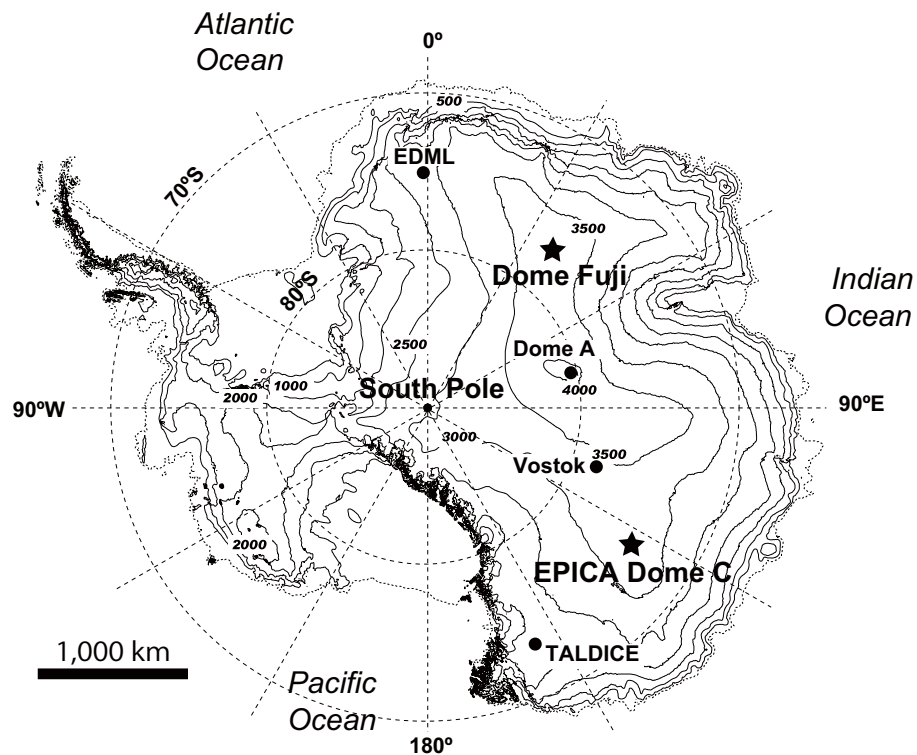 Atlantic
Ocean
0º
500
EDML
70ºS
3500
Dome Fuji
80ºS
Indian
Ocean
2500
Dome A
4000
1000
2000
South Pole
90ºW
90ºE
3000
Vostok
3500
2000
EPICA Dome C
1,000 km
TALDICE
Pacific
Ocean
180º